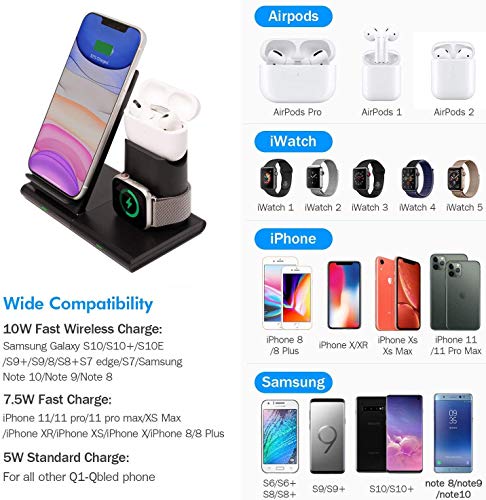 Wide Compatibility
10W Fast Wireless Charge:
Samsung Galaxy S10/S10+/S10E
/S9+/S9/8/S8+S7 edge/S7/Samsung
Note 10/Note 9/Note 8
7.5W Fast Charge:
iPhone 11/11 pro/11 pro max/XS Max
/iPhone XR/iPhone XS/iPhone X/iPhone 8/8 Plus
5W Standard Charge:
For all other Q1-Qbled phone
Airpods
AirPods Pro
AirPods 1
AirPods 2
iWatch
iWatch 1
iWatch 2
iWatch 3
iWatch 4
iWatch 5
iPhone
iPhone 8
/8 Plus
iPhone X/XR
iPhone Xs
Xs Max
iPhone 11
/11 Pro Max
Samsung
9
S6/S6+
S8/S8+
S9/S9+
S10/S10+
note 8/note9
/note10